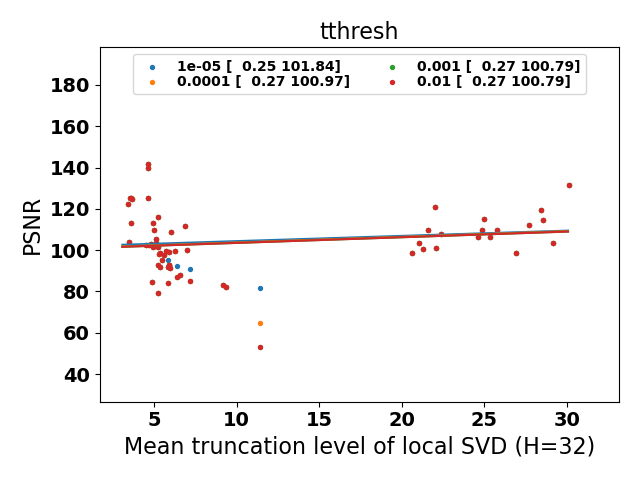 tthresh
1e-05 [ 0.25 101.84]
0.0001 [ 0.27 100.97]
0.001 [ 0.27 100.79]
0.01 [ 0.27 100.79]
PSNR
180
160
140
120
100
80
60
40
5 10 15 20 25 30
Mean truncation level of local SVD (H=32)